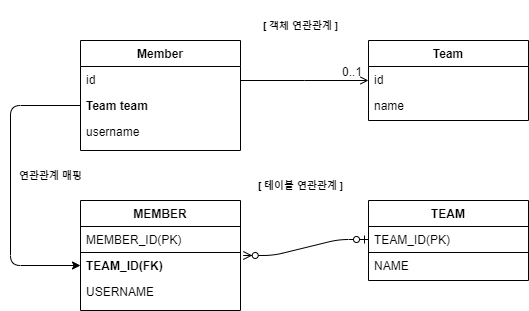 [ 객체 연관관계 ]
Member
id
Team team
username
0..1
Team
id
name
연관관계 매핑
[ 테이블 연관관계 ]
MEMBER
MEMBER_ID(PK)
TEAM_ID(FK)
USERNAME
TEAM
TEAM_ID(PK)
NAME